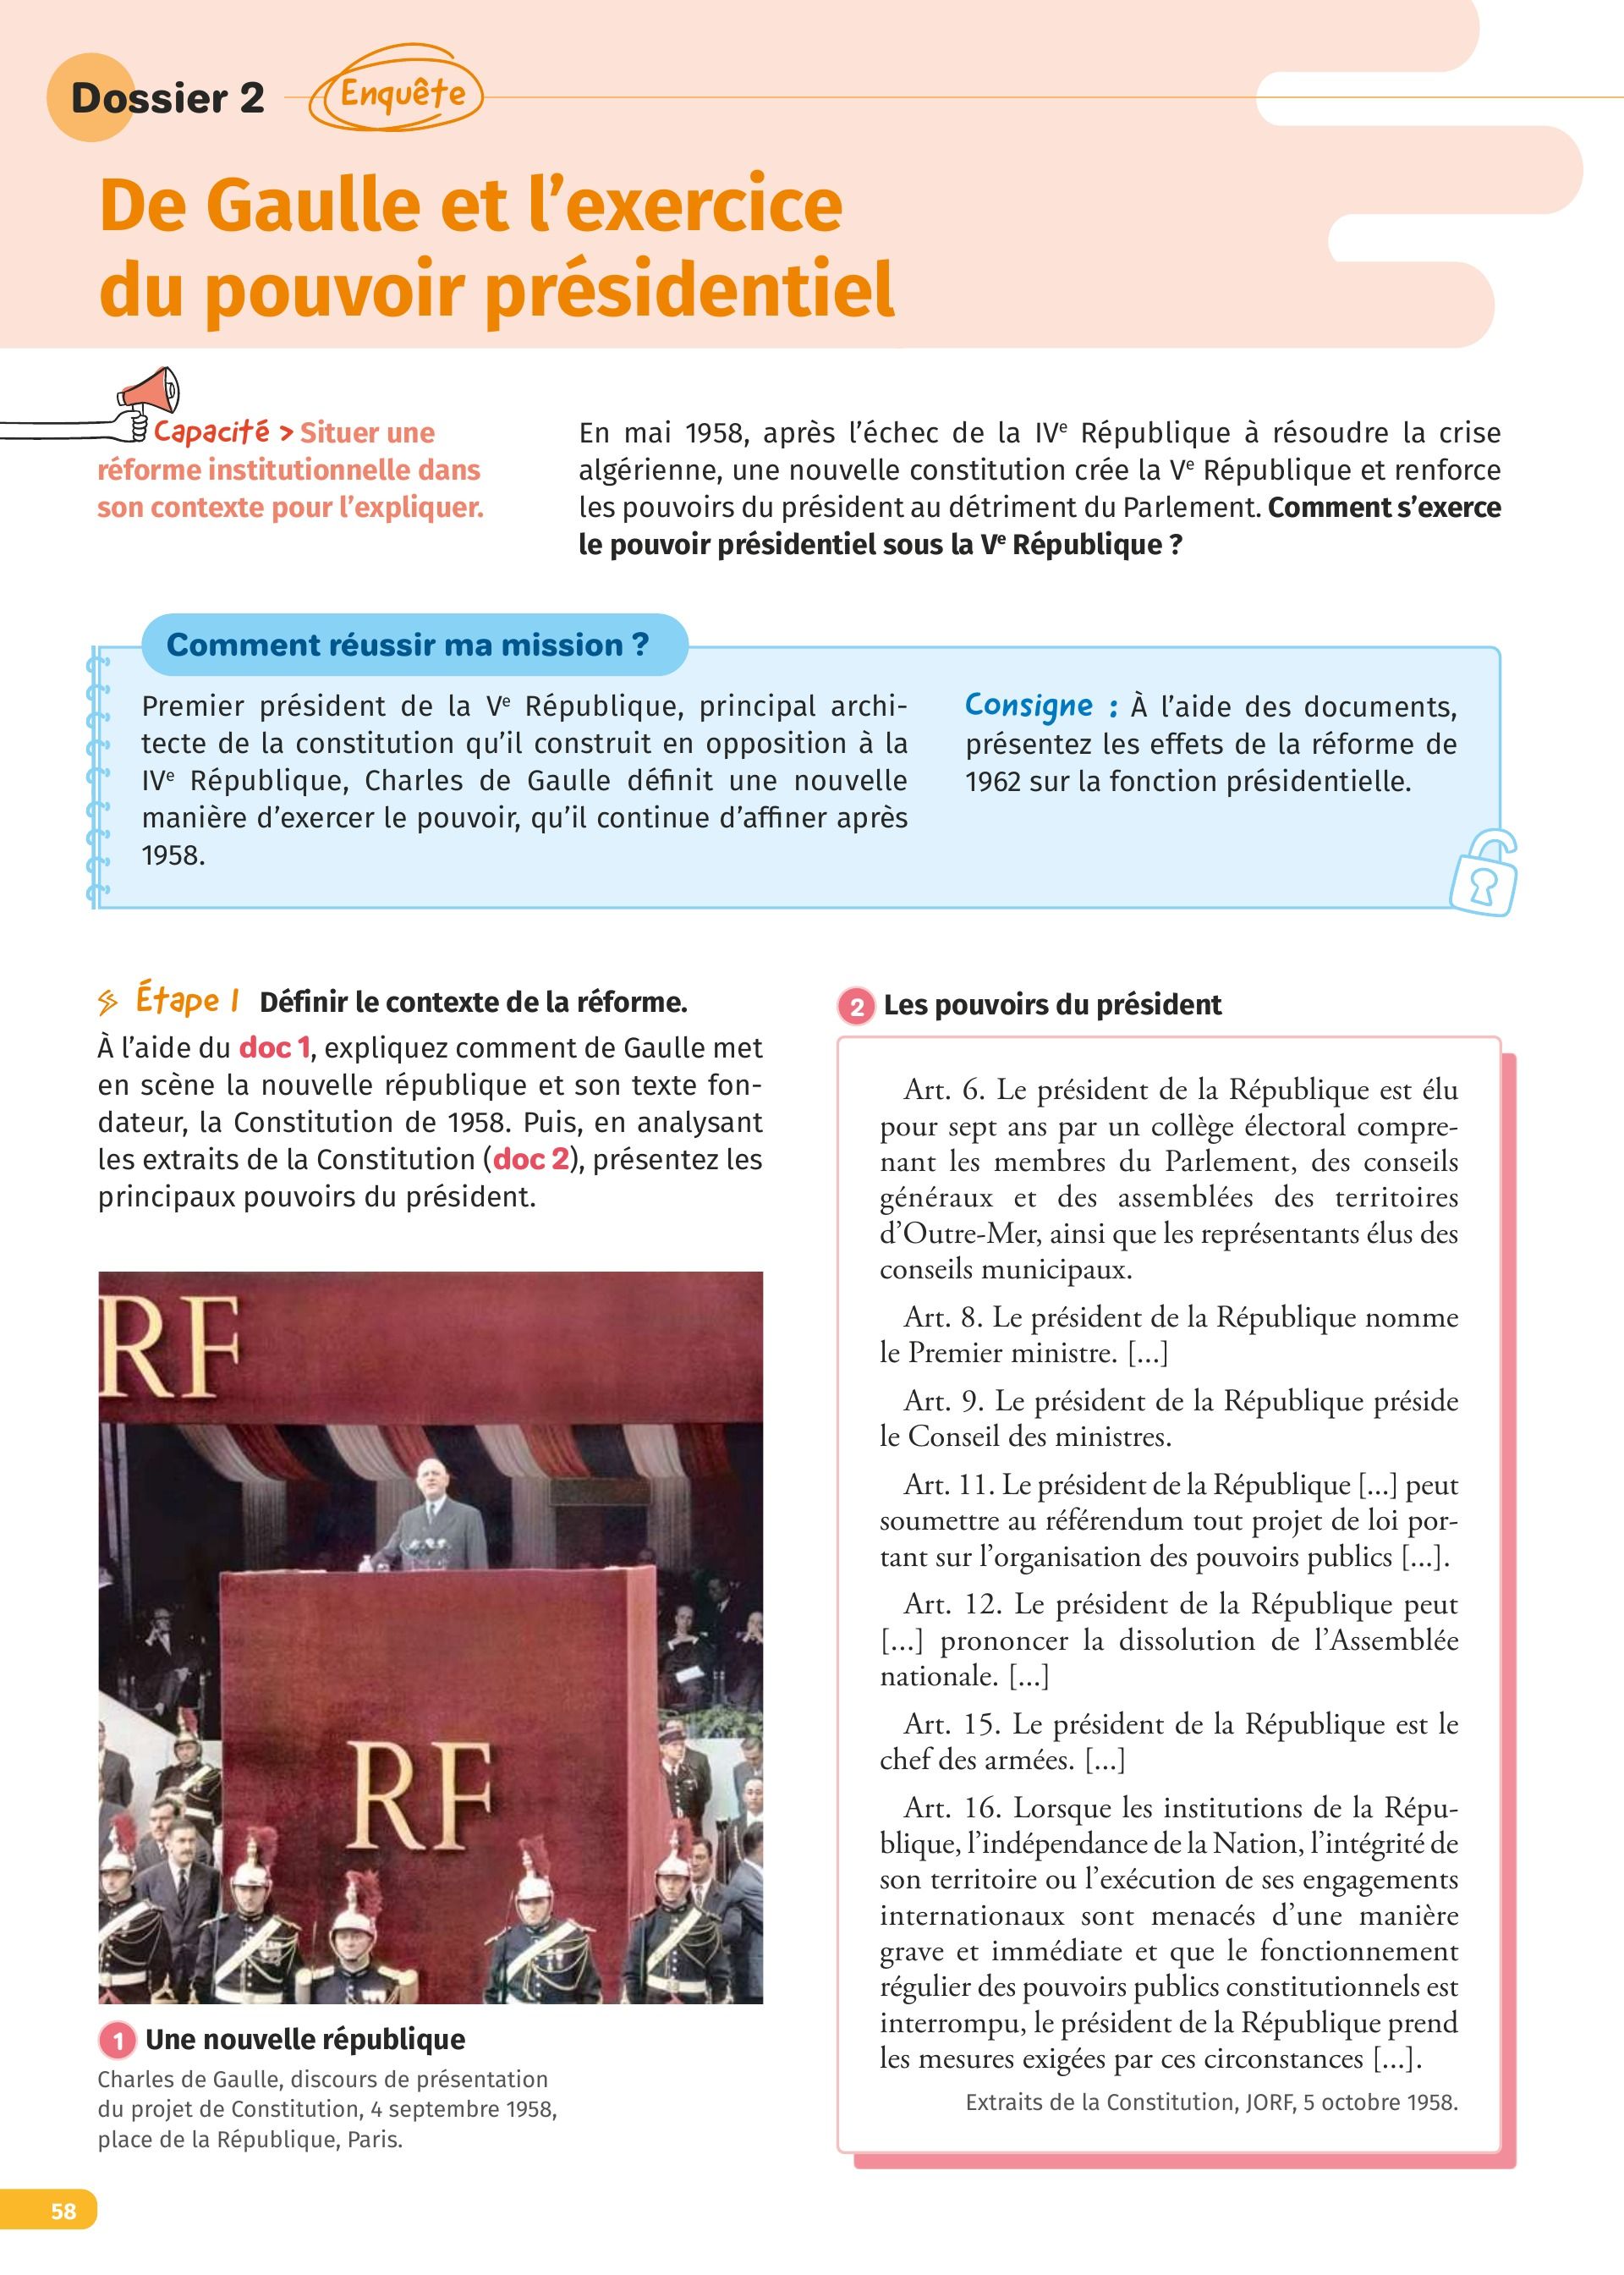 Dossier 2
Enquête
De Gaulle et l’exercice
du pouvoir présidentiel
Capacité > Situer une
réforme institutionnelle dans
son contexte pour l’expliquer.
En mai 1958, après l’échec de la IVe République à résoudre la crise
algérienne, une nouvelle constitution crée la Ve République et renforce
les pouvoirs du président au détriment du Parlement. Comment s’exerce
le pouvoir présidentiel sous la Ve République ?
Comment réussir ma mission ?
Premier président de la Ve République, principal archi-
tecte de la constitution qu’il construit en opposition à la
IVe République, Charles de Gaulle définit une nouvelle
manière d’exercer le pouvoir, qu’il continue d’affiner après
1958.
Consigne : À l’aide des documents,
présentez les effets de la réforme de
1962 sur la fonction présidentielle.
Étape 1 Définir le contexte de la réforme.
À l’aide du doc 1, expliquez comment de Gaulle met
en scène la nouvelle république et son texte fon-
dateur, la Constitution de 1958. Puis, en analysant
les extraits de la Constitution (doc 2), présentez les
principaux pouvoirs du président.
RF
RF
1 Une nouvelle république
Charles de Gaulle, discours de présentation
du projet de Constitution, 4 septembre 1958,
place de la République, Paris.
2 Les pouvoirs du président
Art. 6. Le président de la République est élu
pour sept ans par un collège électoral compre-
nant les membres du Parlement, des conseils
généraux et des assemblées des territoires
d’Outre-Mer, ainsi que les représentants élus des
conseils municipaux.
Art. 8. Le président de la République nomme
le Premier ministre. [...]
Art. 9. Le président de la République préside
le Conseil des ministres.
Art. 11. Le président de la République [...] peut
soumettre au référendum tout projet de loi por-
tant sur l’organisation des pouvoirs publics [...].
Art. 12. Le président de la République peut
[...] prononcer la dissolution de l’Assemblée
nationale. [...]
Art. 15. Le président de la République est le
chef des armées. [...]
Art. 16. Lorsque les institutions de la Répu-
blique, l’indépendance de la Nation, l’intégrité de
son territoire ou l’exécution de ses engagements
internationaux sont menacés d’une manière
grave et immédiate et que le fonctionnement
régulier des pouvoirs publics constitutionnels est
interrompu, le président de la République prend
les mesures exigées par ces circonstances [...].
Extraits de la Constitution, JORF, 5 octobre 1958.
58